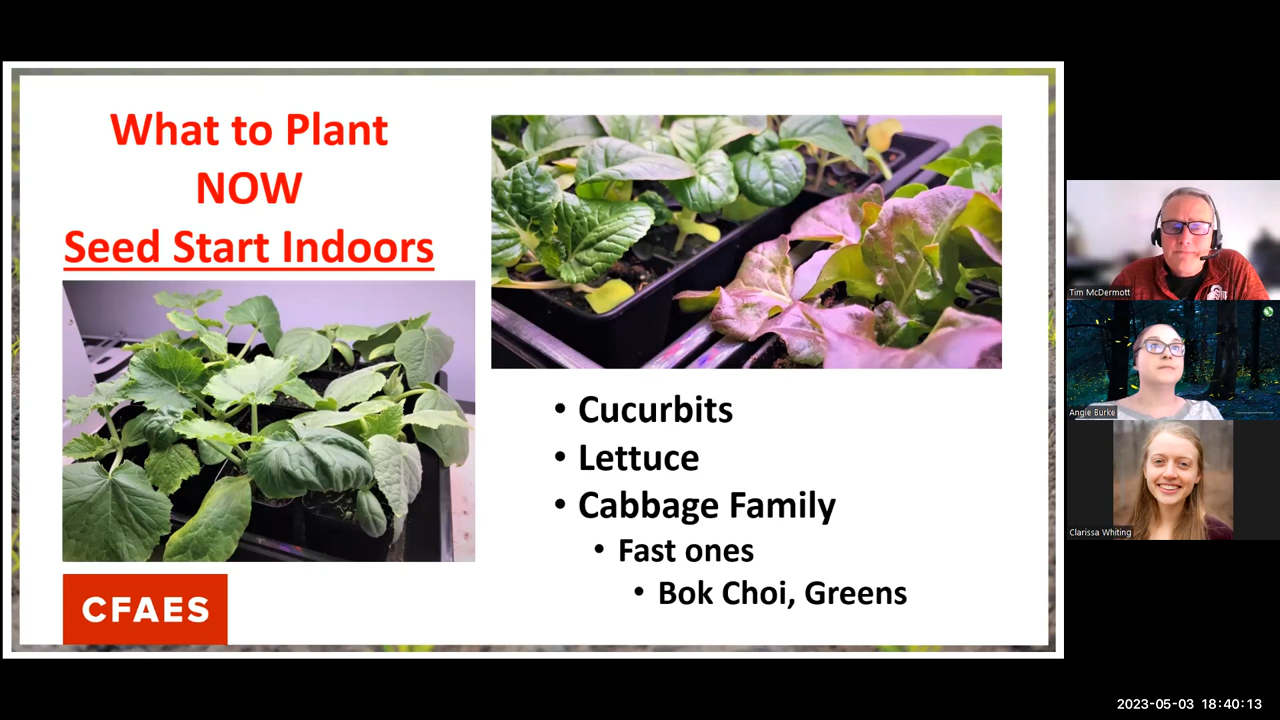 What to Plant
NOW
Seed Start Indoors
• Cucurbits
• Lettuce
• Cabbage Family
• Fast ones
• Bok Choi, Greens
CFAES
Tim McDermott
Angie Burke
Clarissa Whiting
2023-05-03 18:40:13